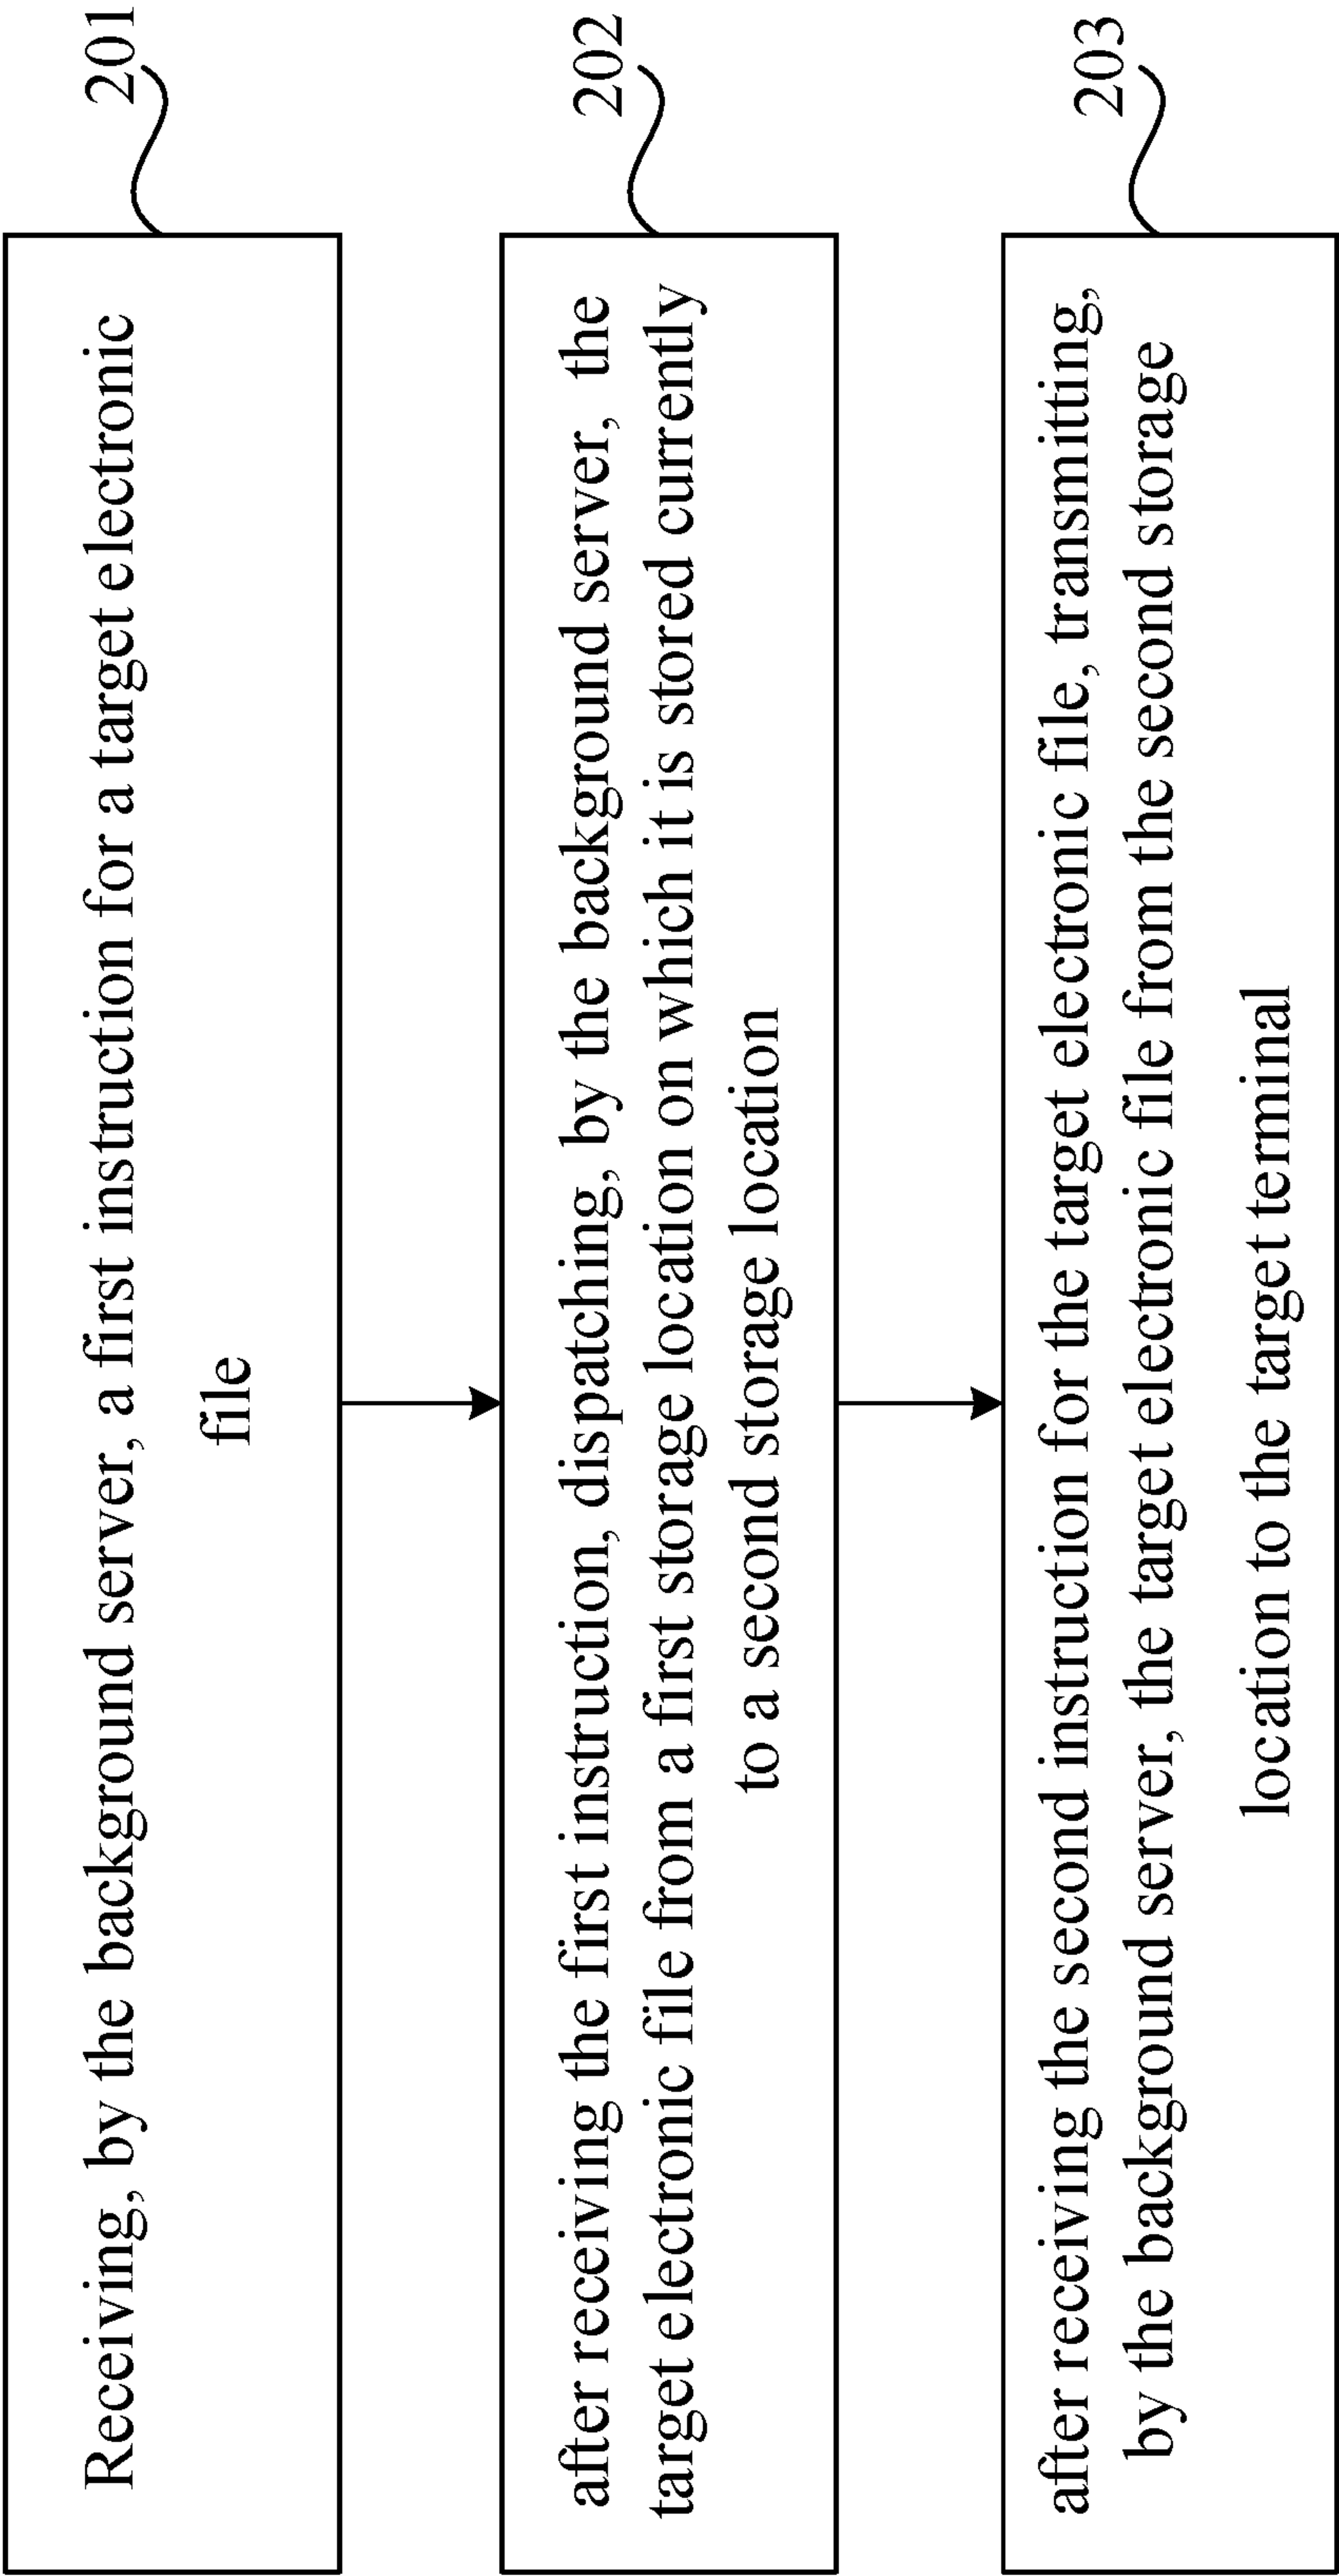 Receiving, by the background server, a first instruction for a target electronic
file
201
after receiving the first instruction, dispatching, by the background server, the
target electronic file from a first storage location on which it is stored currently
to a second storage location
202
after receiving the second instruction for the target electronic file, transmitting,
by the background server, the target electronic file from the second storage
location to the target terminal
203